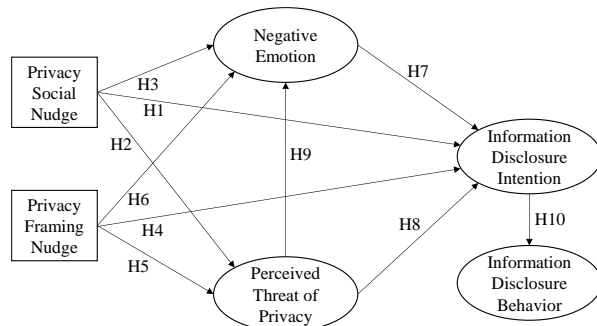 Negative
Emotion
Privacy
Social
Nudge
H3
H7
H1
H2
Information
Disclosure
Intention
H9
Privacy
Framing
Nudge
H6
H4
H5
H8
H10
Perceived
Threat of
Privacy
Information
Disclosure
Behavior